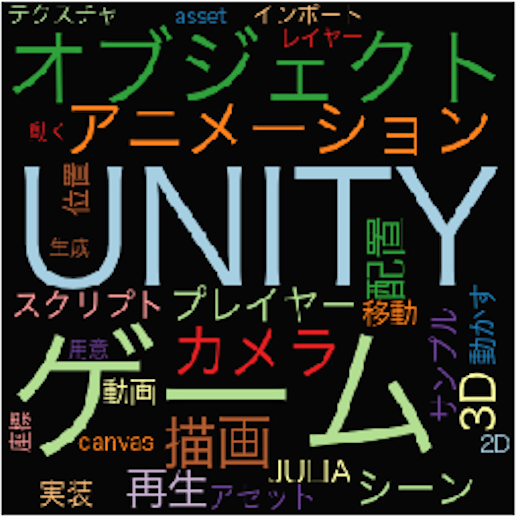 テクスチャ asset インポート
レイヤー
オブジェクト
アニメーション
動く
位置
UNITY
生成
配置
スクリプト プレイヤー
移動
動かす
サンプル
カメラ
用意
ゲーム
動画
3D
座標
canvas
描画
2D
JULIA
再生
シーン
アセット
実装